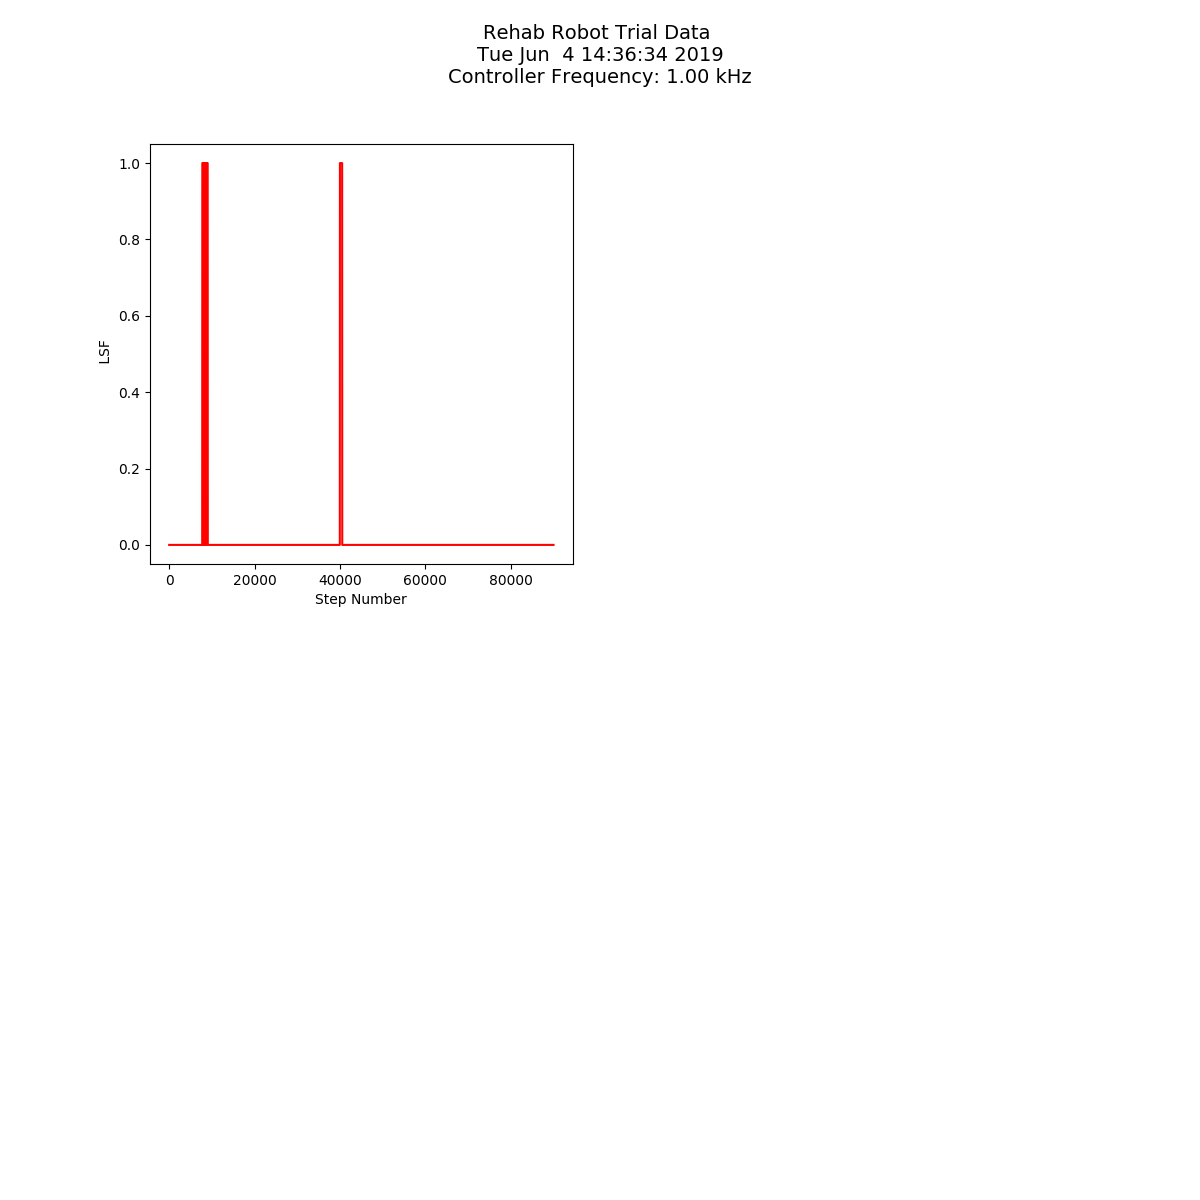 Rehab Robot Trial Data
Tue Jun  4 14:36:34 2019
Controller Frequency: 1.00 kHz
1.0
0.8
0.6
0.4
0.2
0.0
LSF
0 20000 40000 60000 80000
Step Number